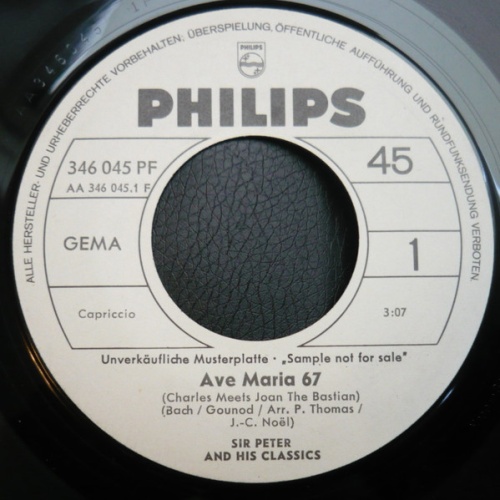 ALLE HERSTELLER- UND URHEBERRECHTE VORBEHALTEN; ÜBERSPIELUNG, ÖFFENTLICHE AUFFÜHRUNG UND RUNDFUNKSENDUNG VERBOTEN.
PHILIPS
PHILIPS
346 045 PF
45
AA 346 045.1 F
GEMA
1
Capriccio
3:07
Unverkäufliche Musterplatte · „Sample not for sale"
Ave Maria 67
(Charles Meets Joan The Bastian)
(Bach / Gounod / Arr. P. Thomas /
J.-C. Noël)
SIR PETER
AND HIS CLASSICS